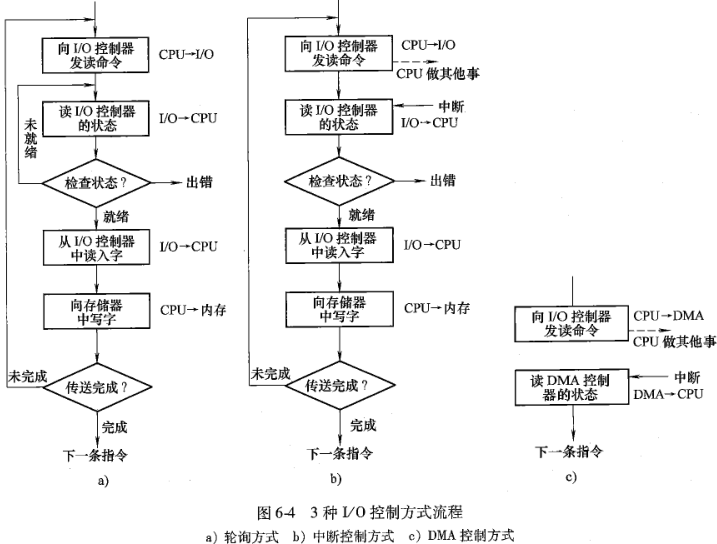 向 I/O 控制器
发读命令
CPU→I/O
读 I/O 控制器
的状态
I/O→CPU
未就绪
检查状态?
出错
就绪
从 I/O 控制器
中读入字
I/O→CPU
向存储器
中写字
CPU→内存
未完成
传送完成?
完成
下一条指令
a)
向 I/O 控制器
发读命令
CPU→I/O
CPU 做其他事
读 I/O 控制器
的状态
中断
I/O→CPU
检查状态?
出错
就绪
从 I/O 控制器
中读入字
I/O→CPU
向存储器
中写字
CPU→内存
未完成
传送完成?
完成
下一条指令
b)
向 I/O 控制器
发读命令
CPU→DMA
CPU 做其他事
读 DMA 控制
器的状态
中断
DMA→CPU
下一条指令
c)
图 6-4 3 种 I/O 控制方式流程
a) 轮询方式 b) 中断控制方式 c) DMA 控制方式